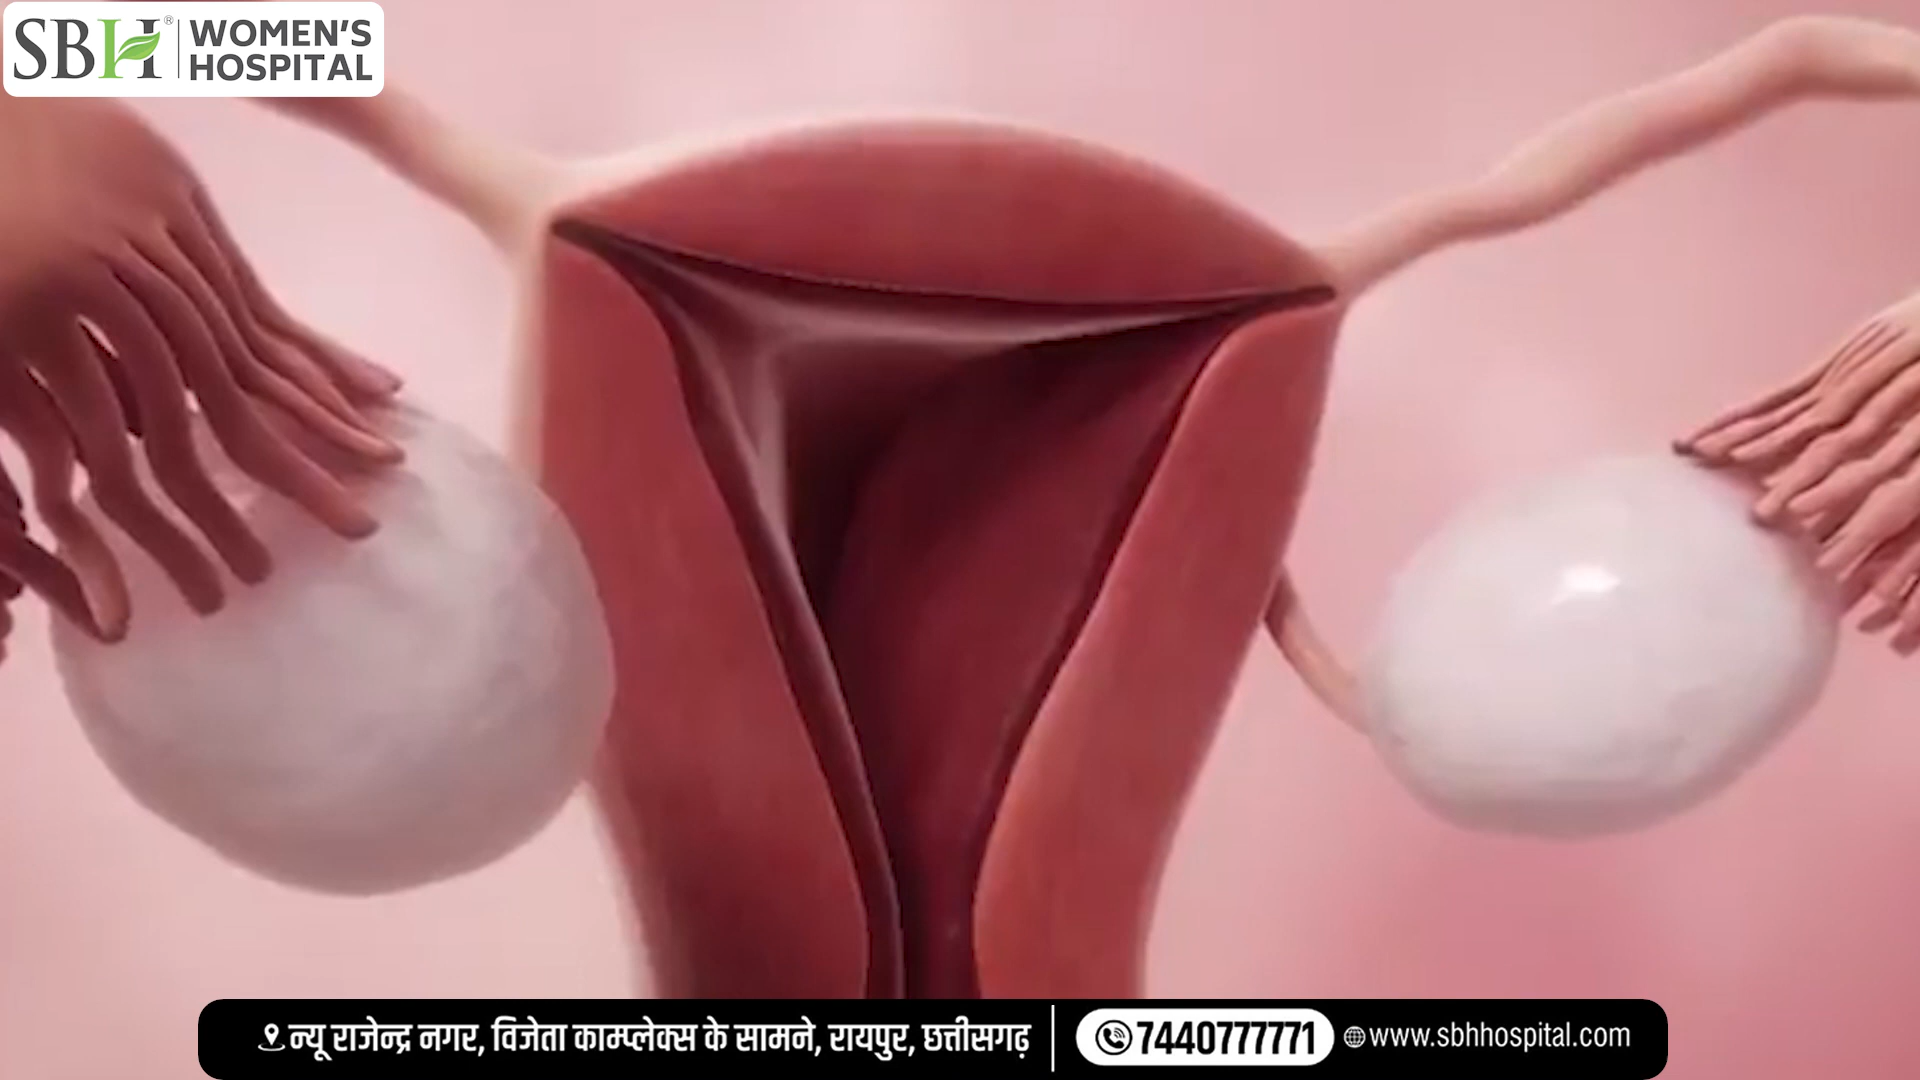 SBH® WOMEN'S
HOSPITAL
न्यू राजेन्द्र नगर, विजेता काम्प्लेक्स के सामने, रायपुर, छत्तीसगढ़ 7440777771 www.sbhhospital.com